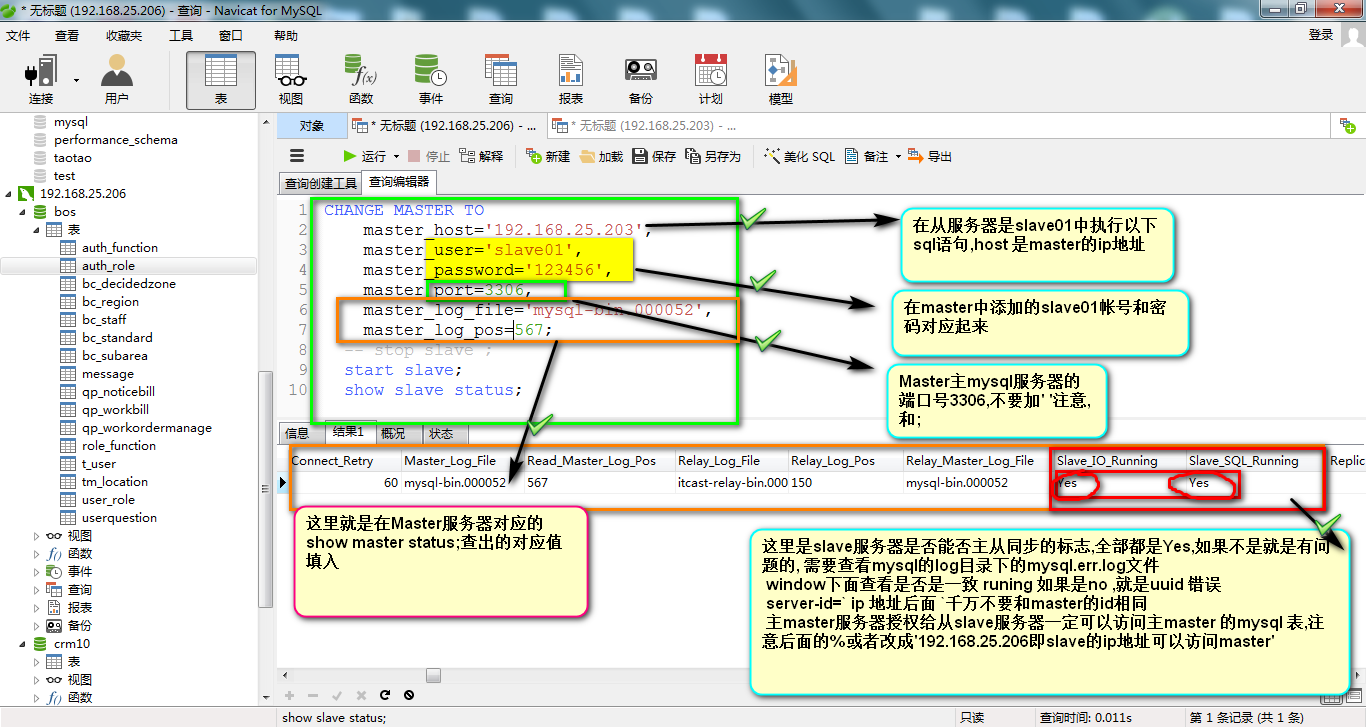 * 无标题 (192.168.25.206) - 查询 - Navicat for MySQL
文件 查看 收藏夹 工具 窗口 帮助 登录
连接 用户 表 视图 函数 事件 查询 报表 备份 计划 模型
mysql
performance_schema
taotao
test
192.168.25.206
bos
表
auth_function
auth_role
bc_decidedzone
bc_region
bc_staff
bc_standard
bc_subarea
message
qp_noticebill
qp_workbill
qp_workordermanage
role_function
t_user
tm_location
user_role
userquestion
视图
函数
事件
查询
报表
备份
crm10
表
视图
函数
对象 * 无标题 (192.168.25.206) - ... * 无标题 (192.168.25.203) - ...
运行 停止 解释 新建 加载 保存 另存为 美化 SQL 备注 导出
查询创建工具 查询编辑器
1 CHANGE MASTER TO
2 master_host='192.168.25.203',
3 master_user='slave01',
4 master_password='123456',
5 master_port=3306,
6 master_log_file='mysql-bin.000052',
7 master_log_pos=567;
8 -- stop slave ;
9 start slave;
10 show slave status;
在从服务器是slave01中执行以下
sql语句,host 是master的ip地址
在master中添加的slave01帐号和密
码对应起来
Master主mysql服务器的
端口号3306,不要加' '注意,
和;
信息 结果1 概况 状态
Connect_Retry Master_Log_File Read_Master_Log_Pos Relay_Log_File Relay_Log_Pos Relay_Master_Log_File Slave_IO_Running Slave_SQL_Running Replic
60 mysql-bin.000052 567 itcast-relay-bin.000 150 mysql-bin.000052 Yes Yes
这里就是在Master服务器对应的
show master status;查出的对应值
填入
这里是slave服务器是否能否主从同步的标志,全部都是Yes,如果不是就是有问
题的, 需要查看mysql的log目录下的mysql.err.log文件
window下面查看是否是一致 runing 如果是no ,就是uuid 错误
server-id=` ip 地址后面 `千万不要和master的id相同
主master服务器授权给从slave服务器一定可以访问主master 的mysql 表,注
意后面的%或者改成'192.168.25.206即slave的ip地址可以访问master'
show slave status; 只读 查询时间: 0.011s 第 1 条记录 (共 1 条)